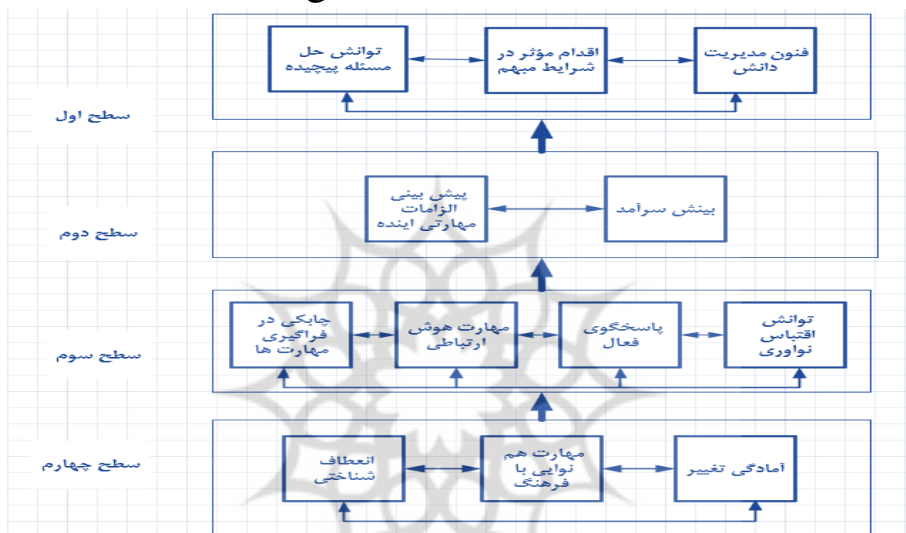 فنون مدیریت
دانش
اقدام مؤثر در
شرایط مبهم
توانش حل
مسئله پیچیده
سطح اول
بینش سرآمد
پیش بینی
الزامات
مهارتی اینده
سطح دوم
توانش
اقتباس
نواوری
پاسخگوی
فعال
مهارت هوش
ارتباطی
چابکی در
فراگیری
مهارت ها
سطح سوم
آمادگی تغییر
مهارت هم
نوایی با
فرهنگ
انعطاف
شناختی
سطح چهارم